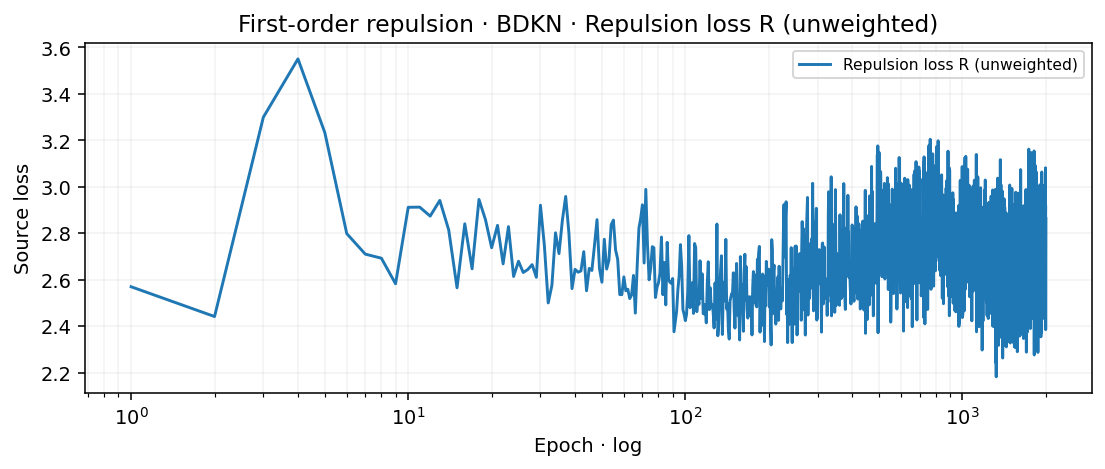 First-order repulsion · BDKN · Repulsion loss R (unweighted)
Repulsion loss R (unweighted)
Source loss
3.6
3.4
3.2
3.0
2.8
2.6
2.4
2.2
10⁰ 10¹ 10² 10³
Epoch · log